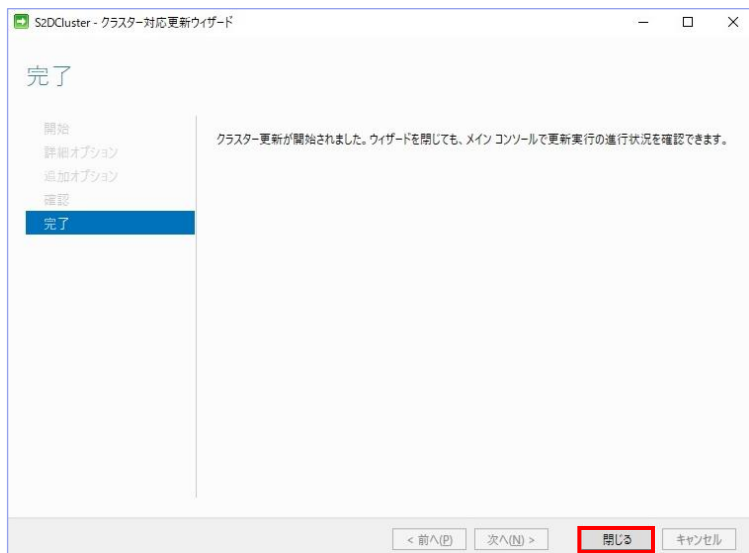 S2DCluster - クラスター対応更新ウィザード
完了
開始
詳細オプション
追加オプション
確認
完了
クラスター更新が開始されました。ウィザードを閉じても、メイン コンソールで更新実行の進行状況を確認できます。
< 前へ(P) 次へ(N) > 閉じる キャンセル